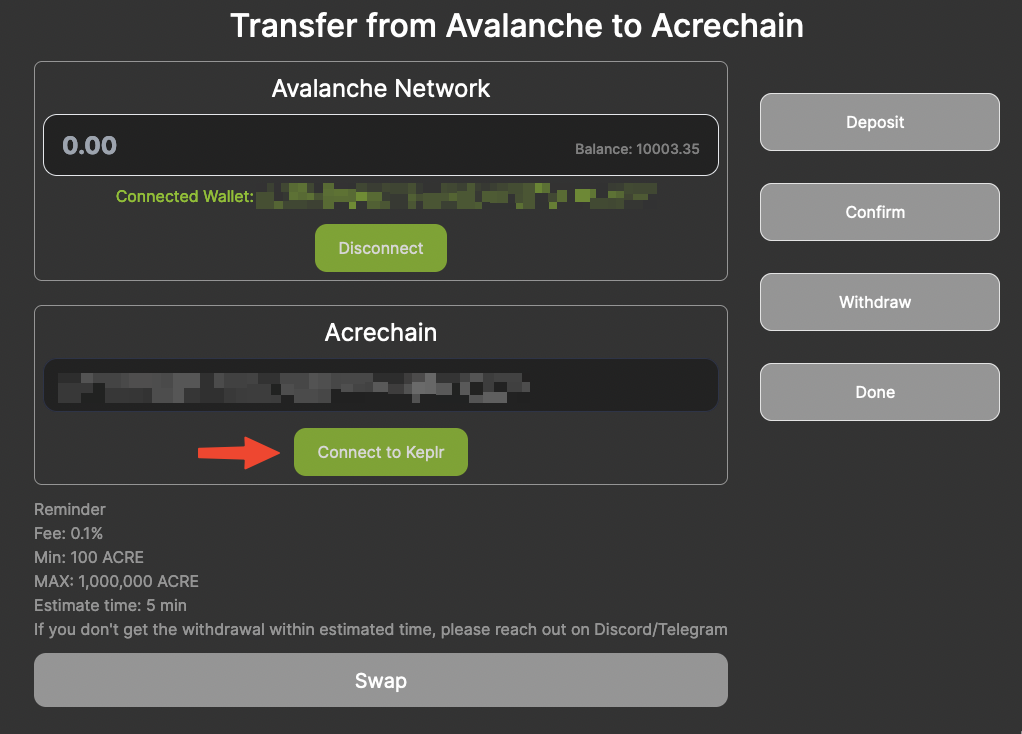 Transfer from Avalanche to Acrechain
Avalanche Network
0.00
Balance: 10003.35
Connected Wallet:
Disconnect
Acrechain
Connect to Keplr
Reminder
Fee: 0.1%
Min: 100 ACRE
MAX: 1,000,000 ACRE
Estimate time: 5 min
If you don't get the withdrawal within estimated time, please reach out on Discord/Telegram
Swap
Deposit
Confirm
Withdraw
Done